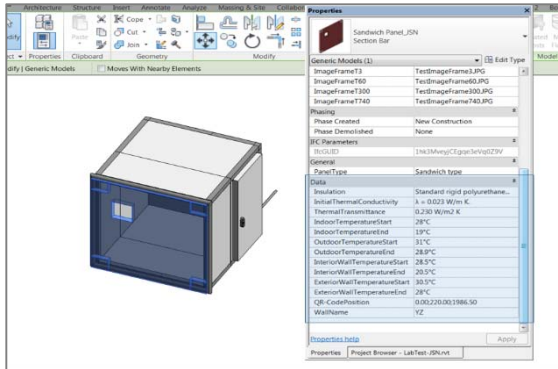 Architecture Structure Insert Annotate Analyze Massing & Site
Modify
Paste
Cope
Cut
Join
Select Properties Clipboard Geometry Modify
Modify | Generic Models Moves With Nearby Elements
Properties
Sandwich Panel_JSN
Section Bar
Generic Models (1) Edit Type
ImageFrameT3 TestImageFrame3.JPG
ImageFrameT60 TestImageFrame60.JPG
ImageFrameT300 TestImageFrame300.JPG
ImageFrameT740 TestImageFrame740.JPG
Phasing
Phase Created New Construction
Phase Demolished None
IFC Parameters
IfcGUID
General
PanelType Sandwich type
Data
Insulation Standard rigid polyurethane...
InitialThermalConductivity λ = 0.023 W/m K.
ThermalTransmittance 0.230 W/m2 K
IndoorTemperatureStart 28°C
IndoorTemperatureEnd 19°C
OutdoorTemperatureStart 31°C
OutdoorTemperatureEnd 28.9°C
InteriorWallTemperatureStart 28.5°C
InteriorWallTemperatureEnd 20.5°C
ExteriorWallTemperatureStart 30.5°C
ExteriorWallTemperatureEnd 28°C
QR-CodePosition 0.00;220.00;1986.50
WallName YZ
Properties help Apply
Properties Project Browser - LabTest-JSN.rvt